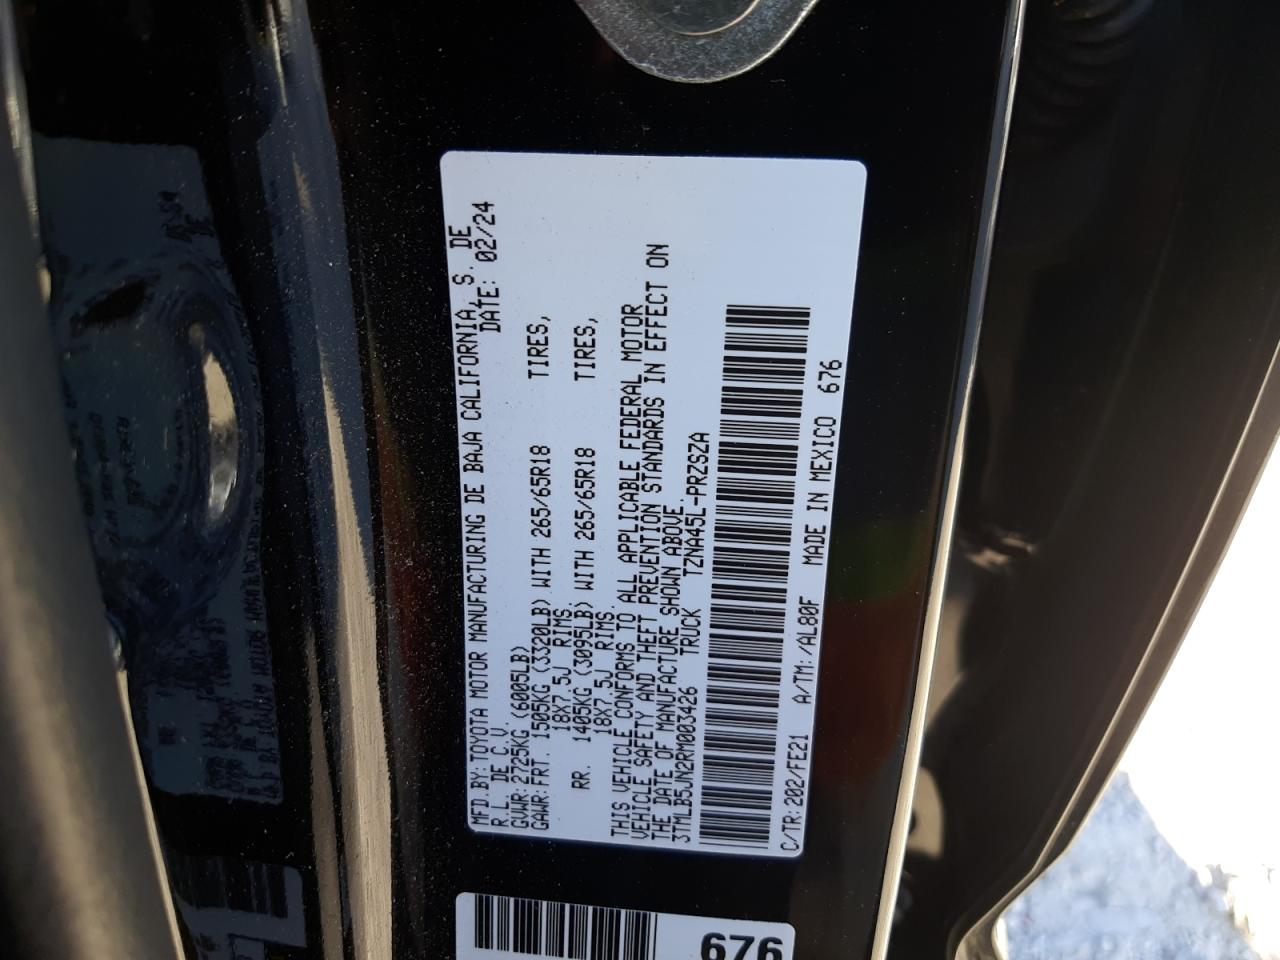 MFD.BY:TOYOTA MOTOR MANUFACTURING DE BAJA CALIFORNIA, S. DE
R.L. DE C.V. DATE: 02/24
GVWR:2725KG (6005LB)
GAWR:FRT. 1505KG (3320LB) WITH 265/65R18 TIRES,
18X7.5J RIMS.
RR. 1405KG (3095LB) WITH 265/65R18 TIRES,
18X7.5J RIMS.
THIS VEHICLE CONFORMS TO ALL APPLICABLE FEDERAL MOTOR
VEHICLE SAFETY AND THEFT PREVENTION STANDARDS IN EFFECT ON
THE DATE OF MANUFACTURE SHOWN ABOVE.
3TMLB5JN2RM003426 TRUCK TZNA45L-PRZSZA
C/TR:202/FE21 A/TM:/AL80F MADE IN MEXICO 676
676